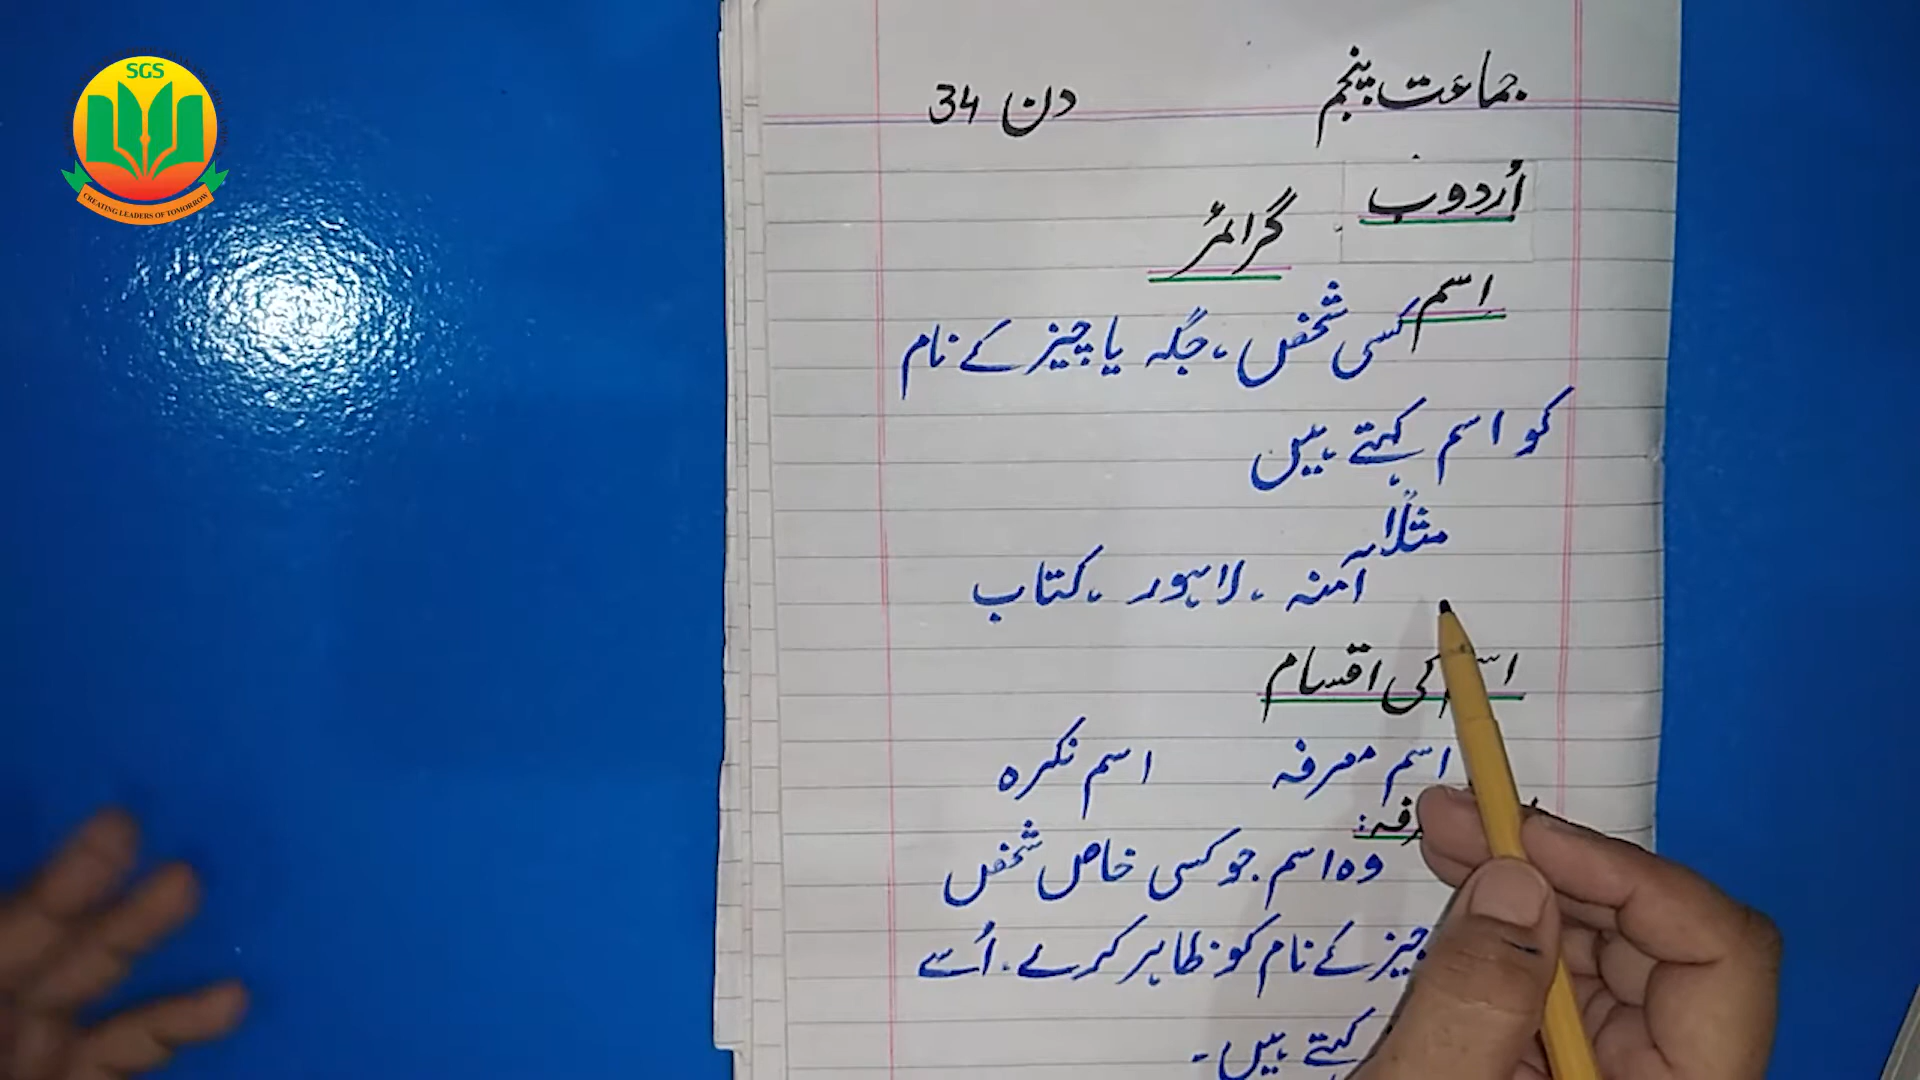 SGS
CREATING LEADERS OF TOMORROW
جماعت پنجم دن 34
اُردو ب
گرائمر
اسم
کسی شخص، جگہ یا چیز کے نام
کو اسم کہتے ہیں
مثلاً
آمنہ، لاہور، کتاب
اسم کی اقسام
اسم معرفہ اسم نکرہ
وہ اسم جو کسی خاص شخص
چیز کے نام کو ظاہر کرے۔ اُسے
کہتے ہیں۔